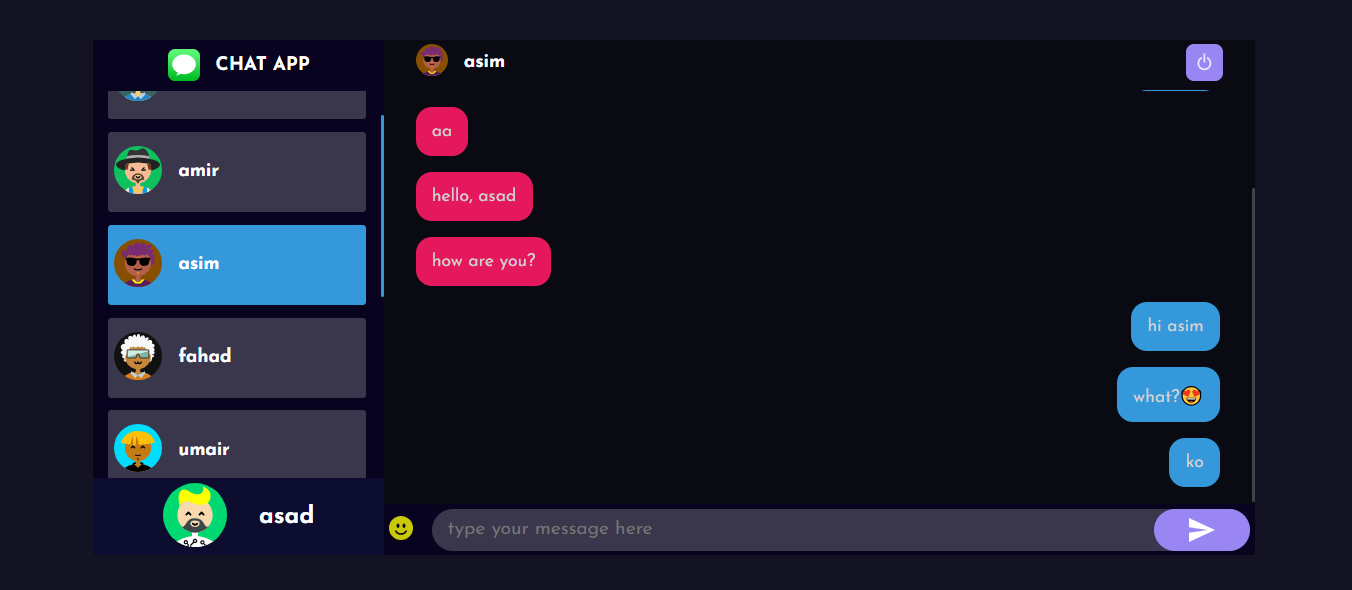 CHAT APP
amir
asim
fahad
umair
asad
asim
aa
hello, asad
how are you?
hi asim
what?😍
ko
type your message here